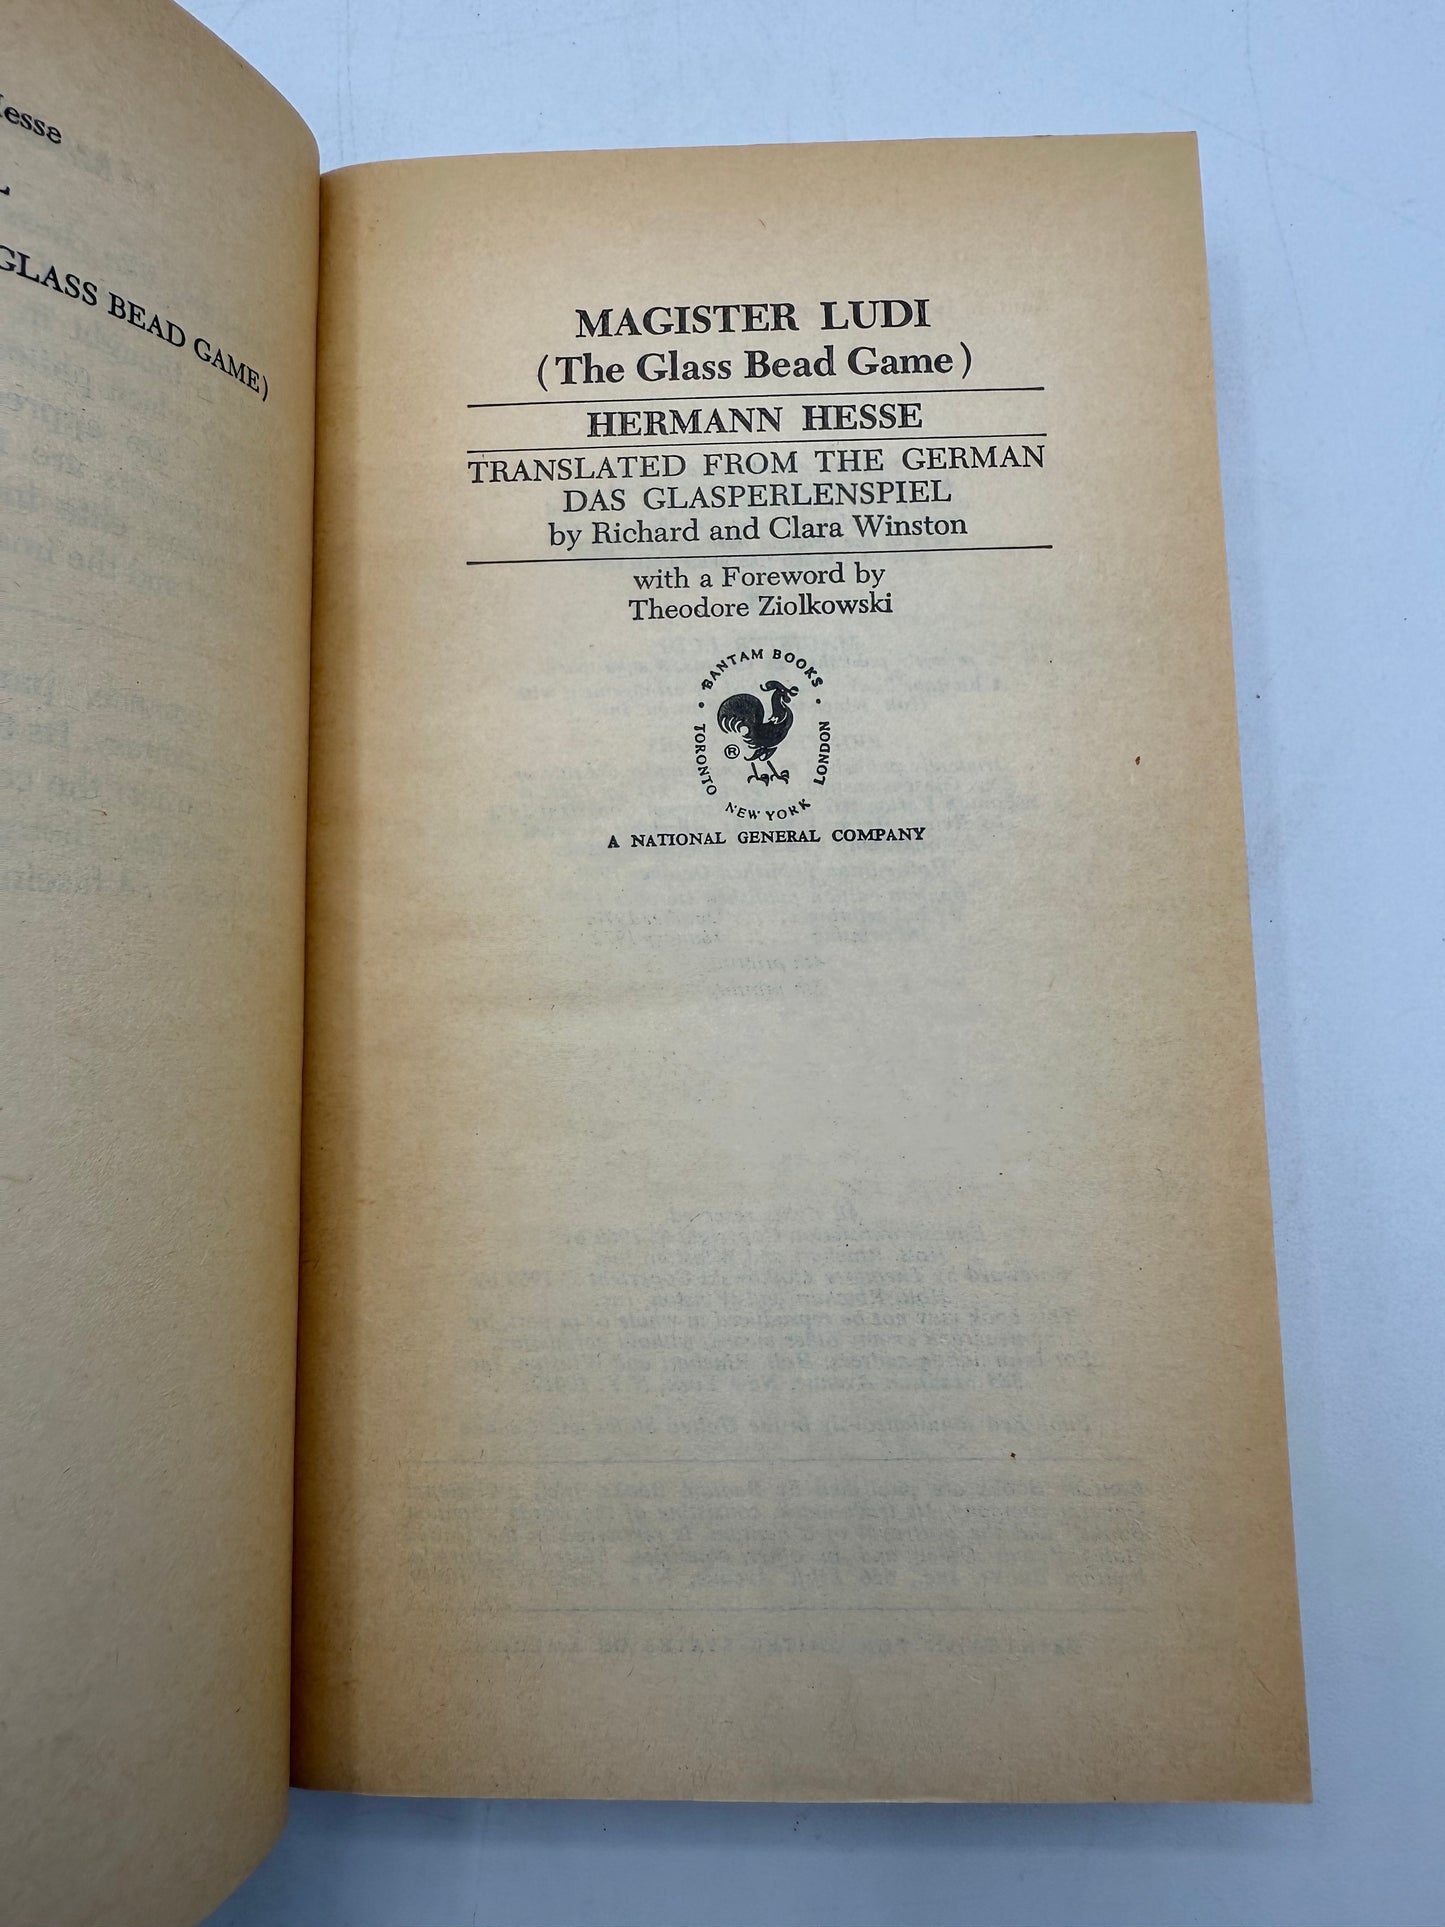 Hesse
GLASS BEAD GAME)
MAGISTER LUDI
(The Glass Bead Game)
HERMANN HESSE
TRANSLATED FROM THE GERMAN
DAS GLASPERLENSPIEL
by Richard and Clara Winston
with a Foreword by
Theodore Ziolkowski
BANTAM BOOKS
TORONTO • NEW YORK • LONDON
®
A NATIONAL GENERAL COMPANY